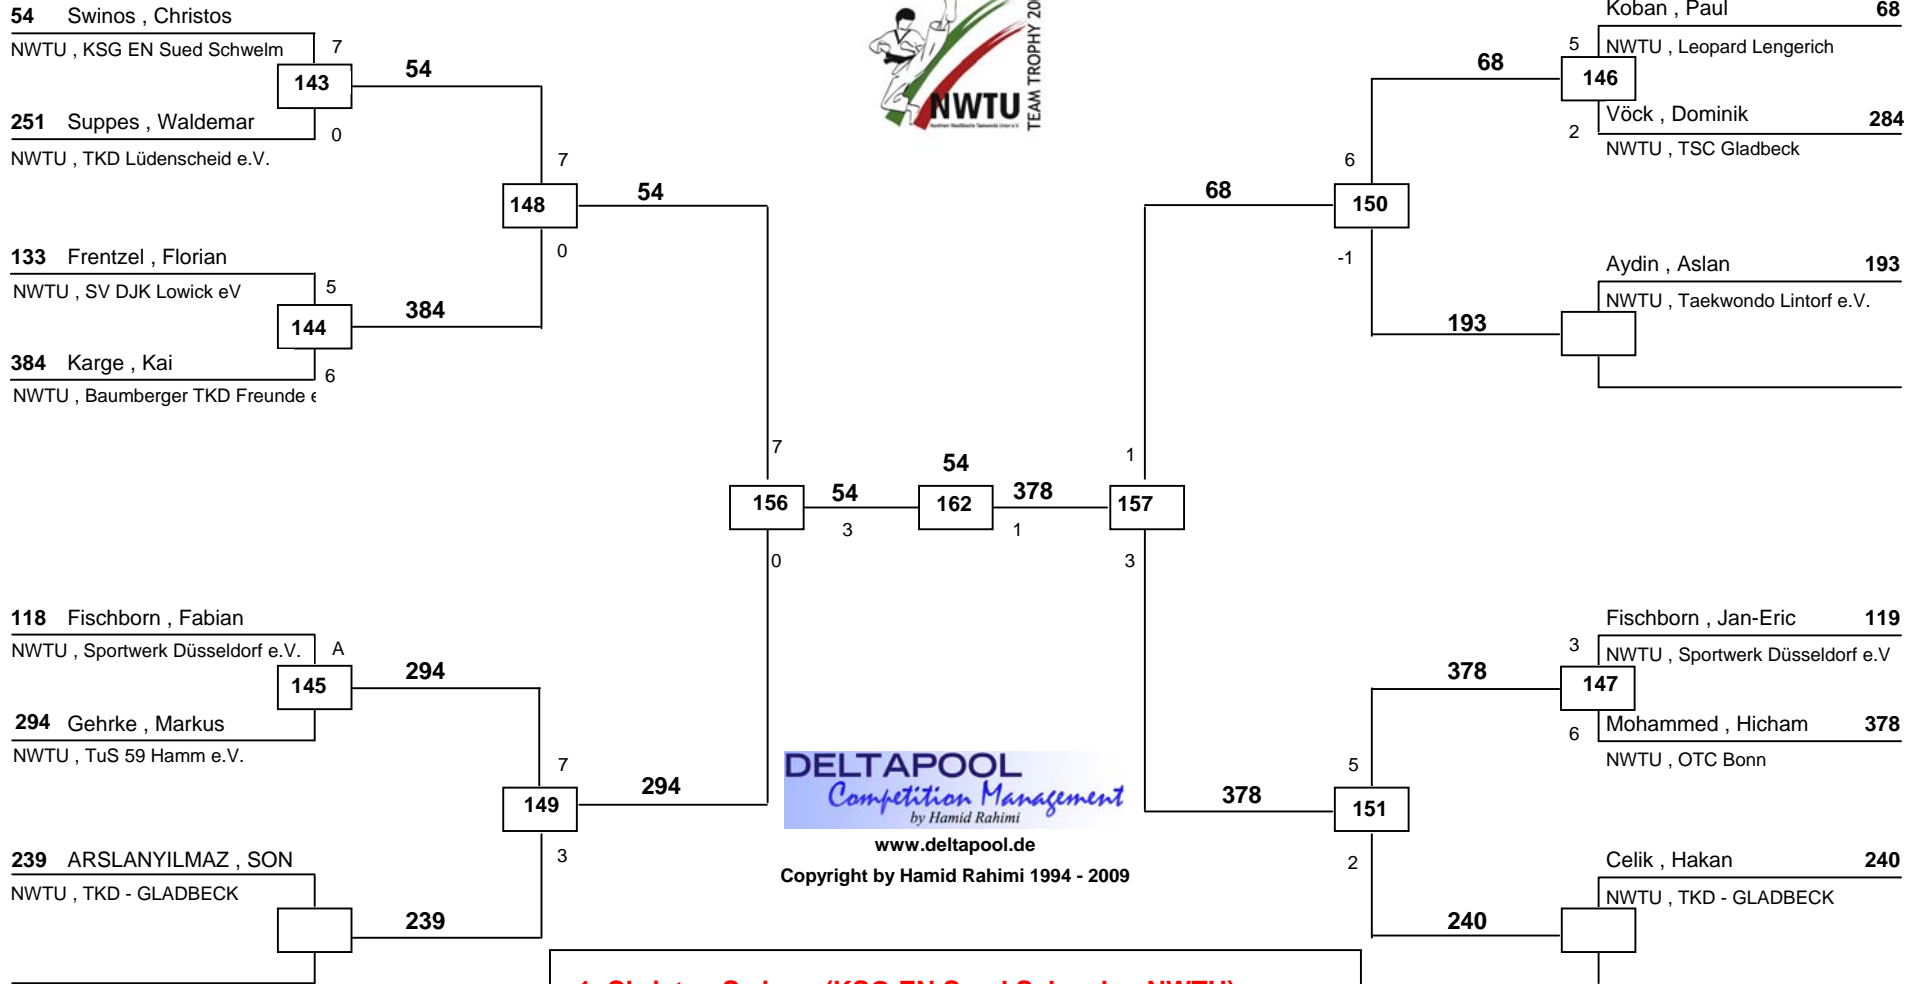 54 Swinos , Christos
NWTU , KSG EN Sued Schwelm
7
143
54
251 Suppes , Waldemar
0
NWTU , TKD Lüdenscheid e.V.
7
148
54
0
133 Frentzel , Florian
NWTU , SV DJK Lowick eV
5
144
384
384 Karge , Kai
6
NWTU , Baumberger TKD Freunde
7
156
0
54
3
54
162
378
1
118 Fischborn , Fabian
NWTU , Sportwerk Düsseldorf e.V.
A
145
294
294 Gehrke , Markus
NWTU , TuS 59 Hamm e.V.
7
149
294
3
239 ARSLANYILMAZ , SON
NWTU , TKD - GLADBECK
239
NWTU
TEAM TROPHY
DELTAPOOL
Competition Management
by Hamid Rahimi
www.deltapool.de
Copyright by Hamid Rahimi 1994 - 2009
Koban , Paul 68
5
NWTU , Leopard Lengerich
68
146
Vöck , Dominik 284
2
NWTU , TSC Gladbeck
6
68
150
-1
Aydin , Aslan 193
NWTU , Taekwondo Lintorf e.V.
193
1
157
3
Fischborn , Jan-Eric 119
3
NWTU , Sportwerk Düsseldorf e.V
378
147
Mohammed , Hicham 378
6
NWTU , OTC Bonn
5
378
151
2
Celik , Hakan 240
NWTU , TKD - GLADBECK
240